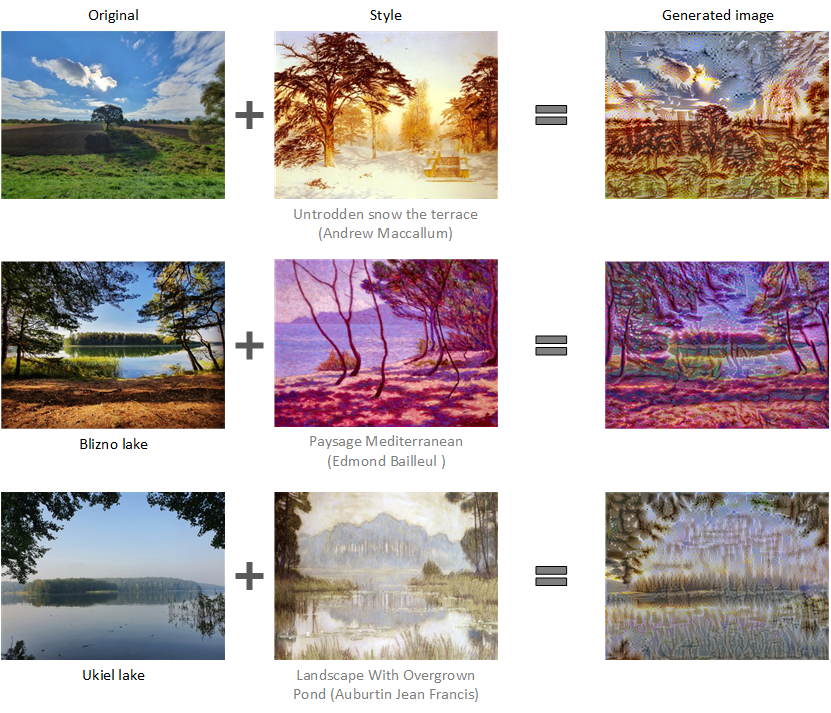 Original
Style
Generated image
Untrodden snow the terrace
(Andrew Maccallum)
Blizno lake
Paysage Mediterranean
(Edmond Bailleul )
Ukiel lake
Landscape With Overgrown
Pond (Auburtin Jean Francis)